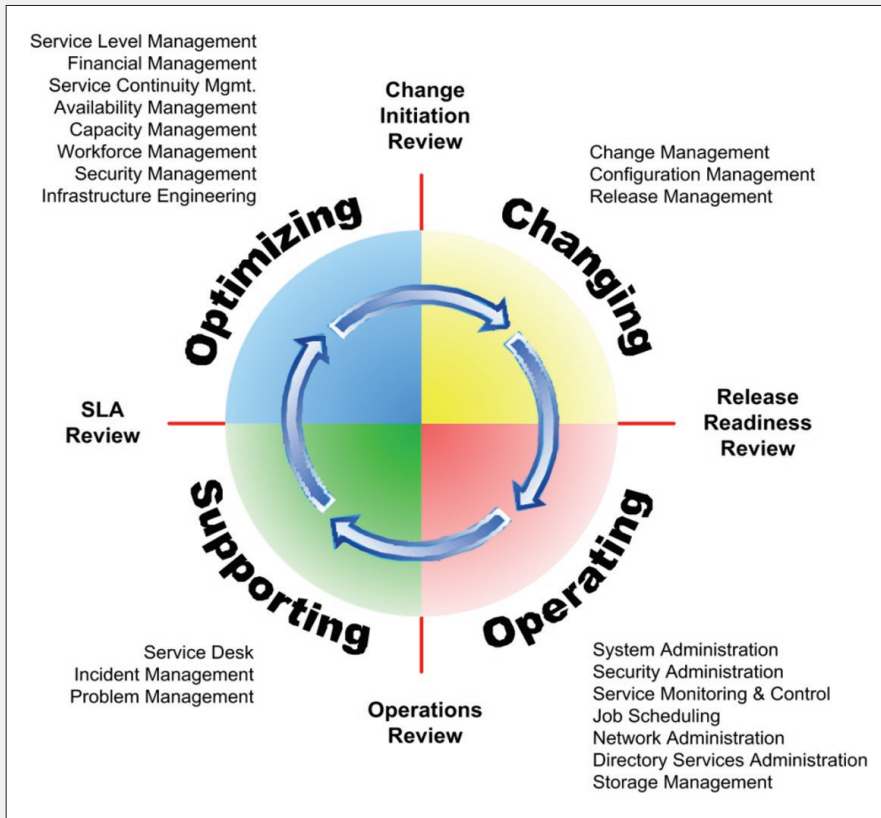 Service Level Management
Financial Management
Service Continuity Mgmt.
Availability Management
Capacity Management
Workforce Management
Security Management
Infrastructure Engineering
Change
Initiation
Review
Change Management
Configuration Management
Release Management
Optimizing
Changing
SLA
Review
Release
Readiness
Review
Supporting
Operating
Service Desk
Incident Management
Problem Management
Operations
Review
System Administration
Security Administration
Service Monitoring & Control
Job Scheduling
Network Administration
Directory Services Administration
Storage Management